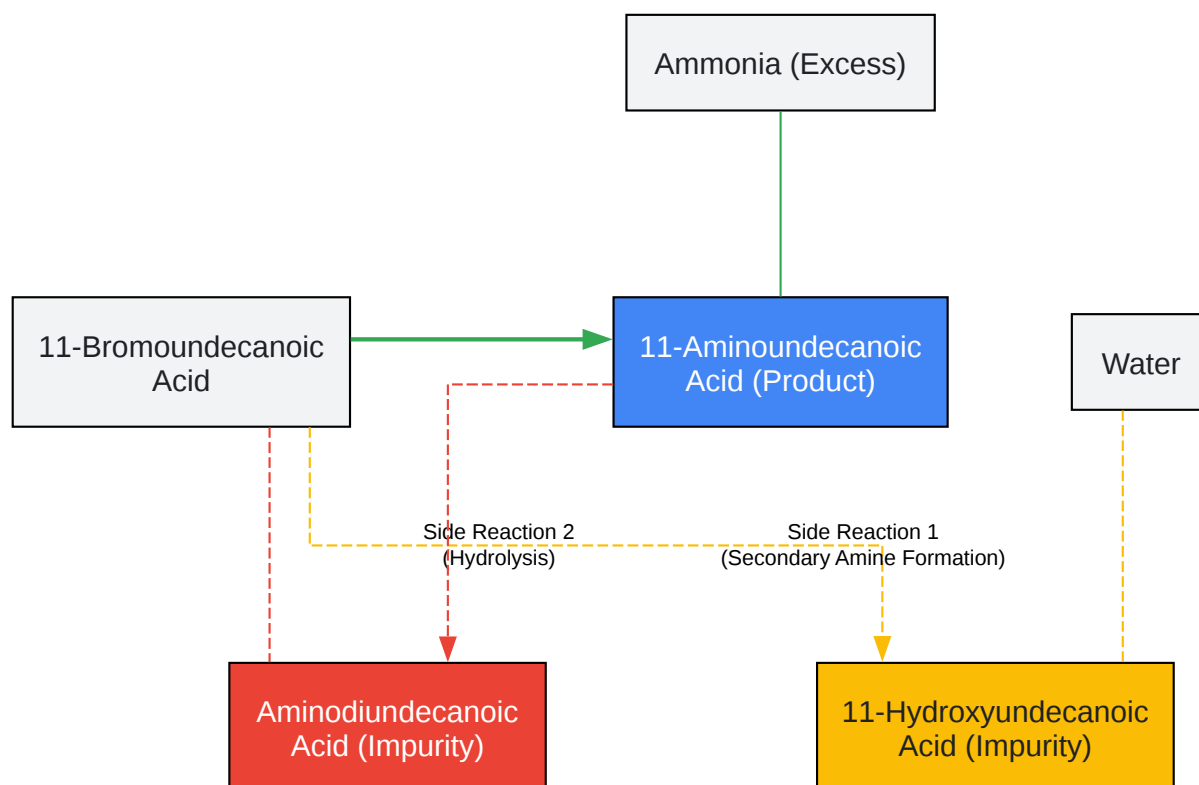 Ammonia (Excess)
11-Bromoundecanoic
Acid
11-Aminoundecanoic
Acid (Product)
Water
Side Reaction 2
(Hydrolysis)
Side Reaction 1
(Secondary Amine Formation)
Aminodiundecanoic
Acid (Impurity)
11-Hydroxyundecanoic
Acid (Impurity)